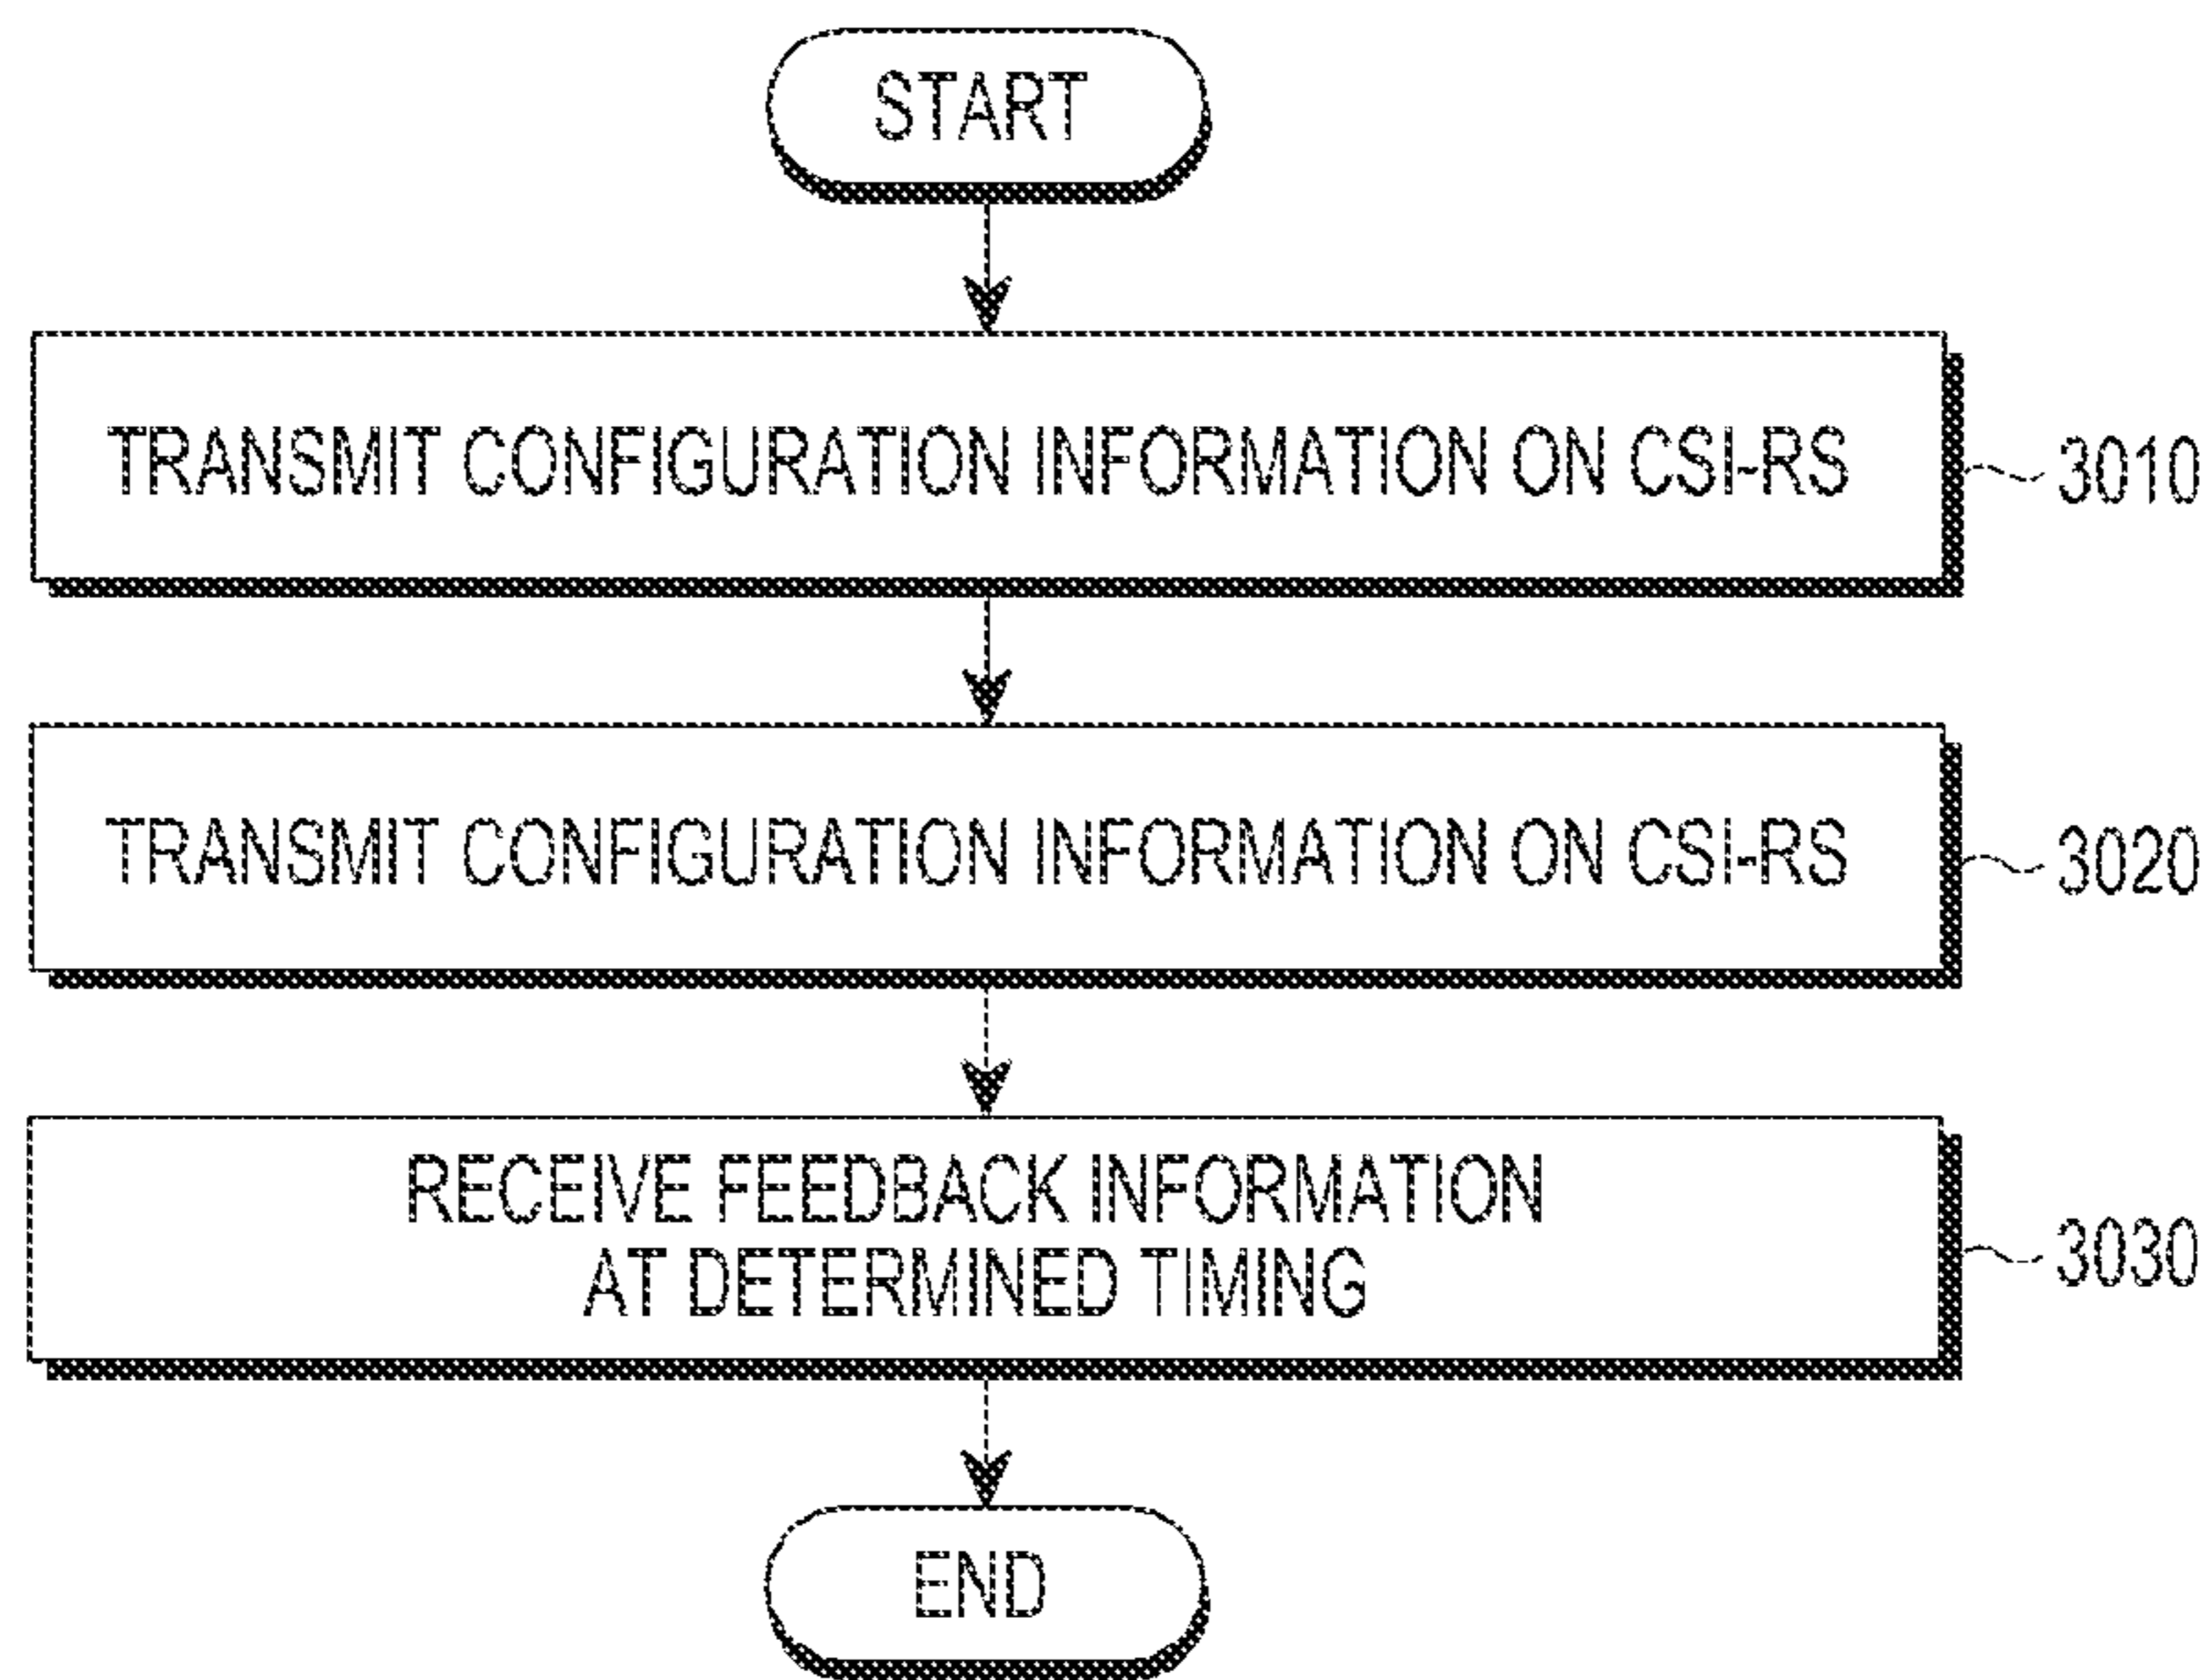 START
TRANSMIT CONFIGURATION INFORMATION ON CSI-RS
3010
TRANSMIT CONFIGURATION INFORMATION ON CSI-RS
3020
RECEIVE FEEDBACK INFORMATION
AT DETERMINED TIMING
3030
END